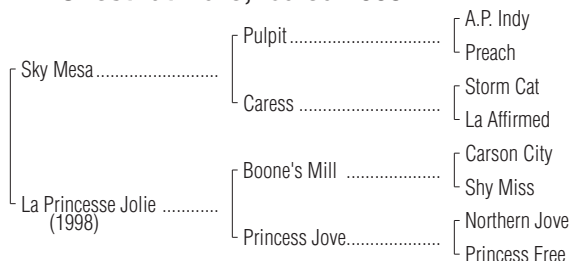 A.P. Indy
Pulpit
Preach
Sky Mesa
Storm Cat
Caress
La Affirmed
Carson City
Boone's Mill
Shy Miss
La Princesse Jolie
(1998)
Northern Jove
Princess Jove
Princess Free